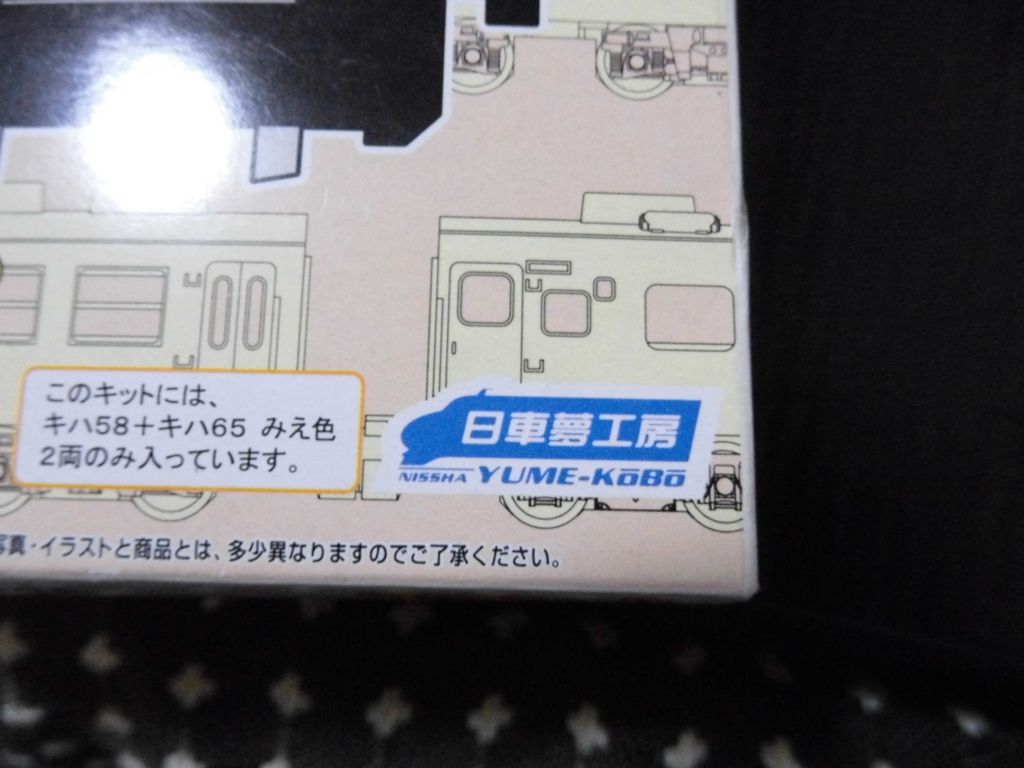 このキットには、
キハ58＋キハ65 みえ色
2両のみ入っています。
日車夢工房
NISSHA YUME-KōBō
写真・イラストと商品とは、多少異なりますのでご了承ください。